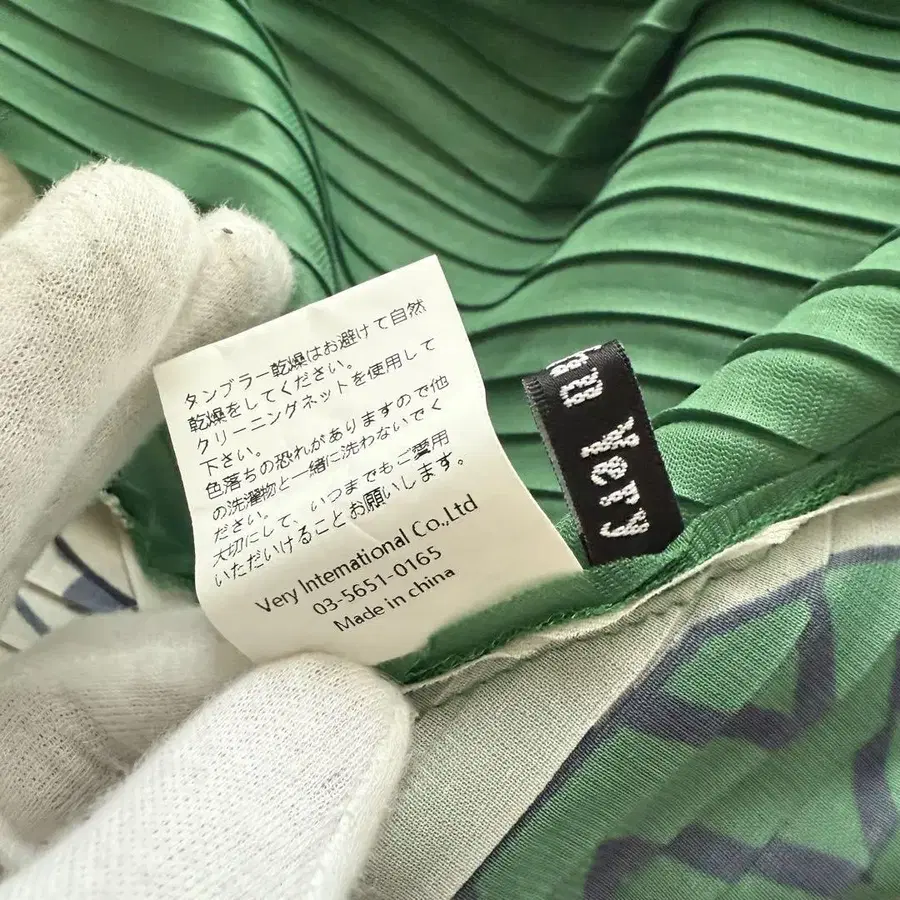 タンブラー乾燥はお避けて自然
乾燥をしてください。
クリーニングネットを使用して
下さい。
色落ちの恐れがありますので他
の洗濯物と一緒に洗わないでく
ださい。
大切にして、いつまでもご愛用
いただいけることお願いします。
Very International Co.,Ltd
03-5651-0165
Made in china
Very